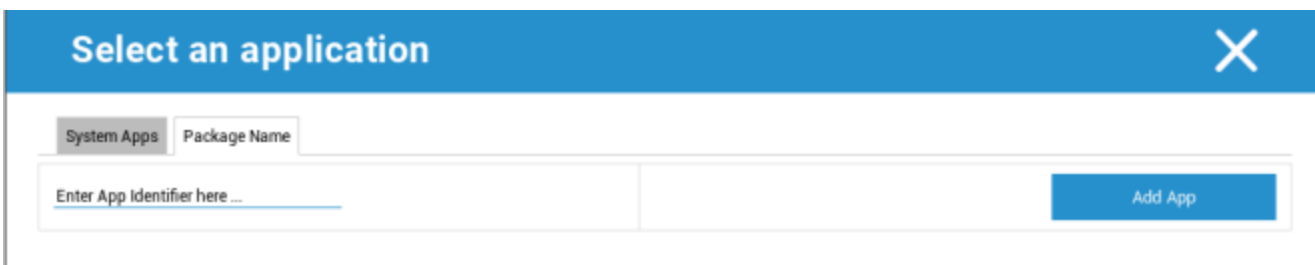 Select an application
System Apps Package Name
Enter App Identifier here ... Add App